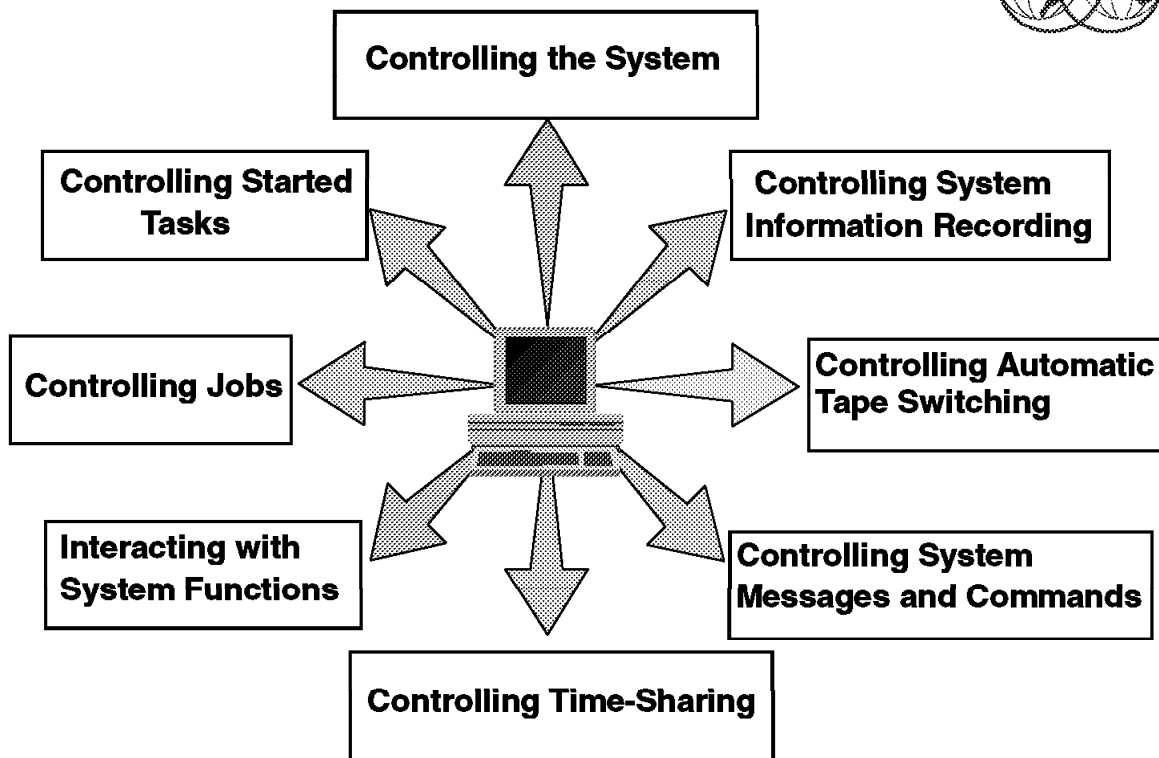 Controlling the System
Controlling Started
Tasks
Controlling System
Information Recording
Controlling Jobs
Controlling Automatic
Tape Switching
Interacting with
System Functions
Controlling System
Messages and Commands
Controlling Time-Sharing